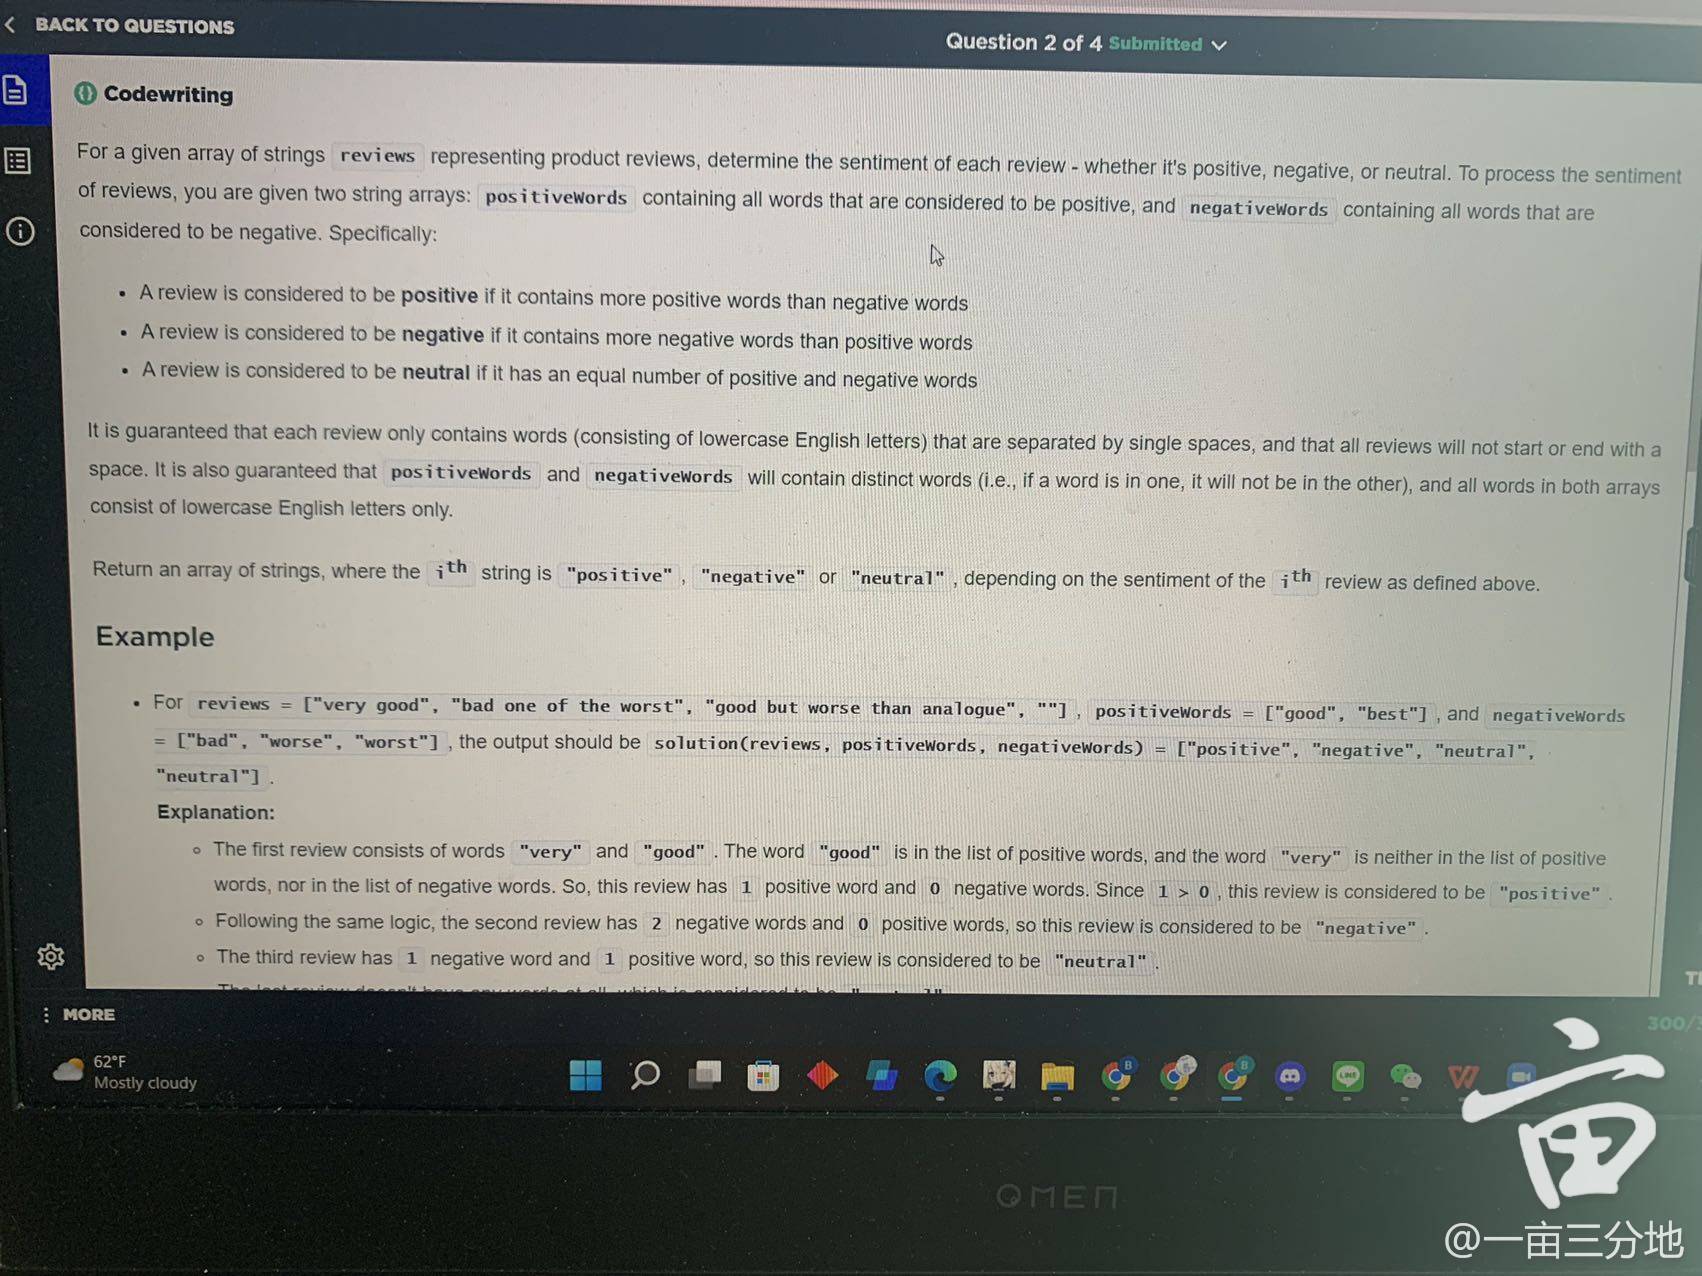 BACK TO QUESTIONS
Question 2 of 4 Submitted
Codewriting
For a given array of strings reviews representing product reviews, determine the sentiment of each review - whether it's positive, negative, or neutral. To process the sentiment
of reviews, you are given two string arrays: positiveWords containing all words that are considered to be positive, and negativeWords containing all words that are
considered to be negative. Specifically:
• A review is considered to be positive if it contains more positive words than negative words
• A review is considered to be negative if it contains more negative words than positive words
• A review is considered to be neutral if it has an equal number of positive and negative words
It is guaranteed that each review only contains words (consisting of lowercase English letters) that are separated by single spaces, and that all reviews will not start or end with a
space. It is also guaranteed that positiveWords and negativeWords will contain distinct words (i.e., if a word is in one, it will not be in the other), and all words in both arrays
consist of lowercase English letters only.
Return an array of strings, where the ith string is "positive", "negative" or "neutral", depending on the sentiment of the ith review as defined above.
Example
• For reviews = ["very good", "bad one of the worst", "good but worse than analogue", ""], positiveWords = ["good", "best"], and negativeWords
= ["bad", "worse", "worst"], the output should be solution(reviews, positiveWords, negativeWords) = ["positive", "negative", "neutral",
"neutral"].
Explanation:
◦ The first review consists of words "very" and "good". The word "good" is in the list of positive words, and the word "very" is neither in the list of positive
words, nor in the list of negative words. So, this review has 1 positive word and 0 negative words. Since 1 > 0, this review is considered to be "positive".
◦ Following the same logic, the second review has 2 negative words and 0 positive words, so this review is considered to be "negative".
◦ The third review has 1 negative word and 1 positive word, so this review is considered to be "neutral".
MORE
300/
62°F
Mostly cloudy
LINE
OMEN
亩
@一亩三分地